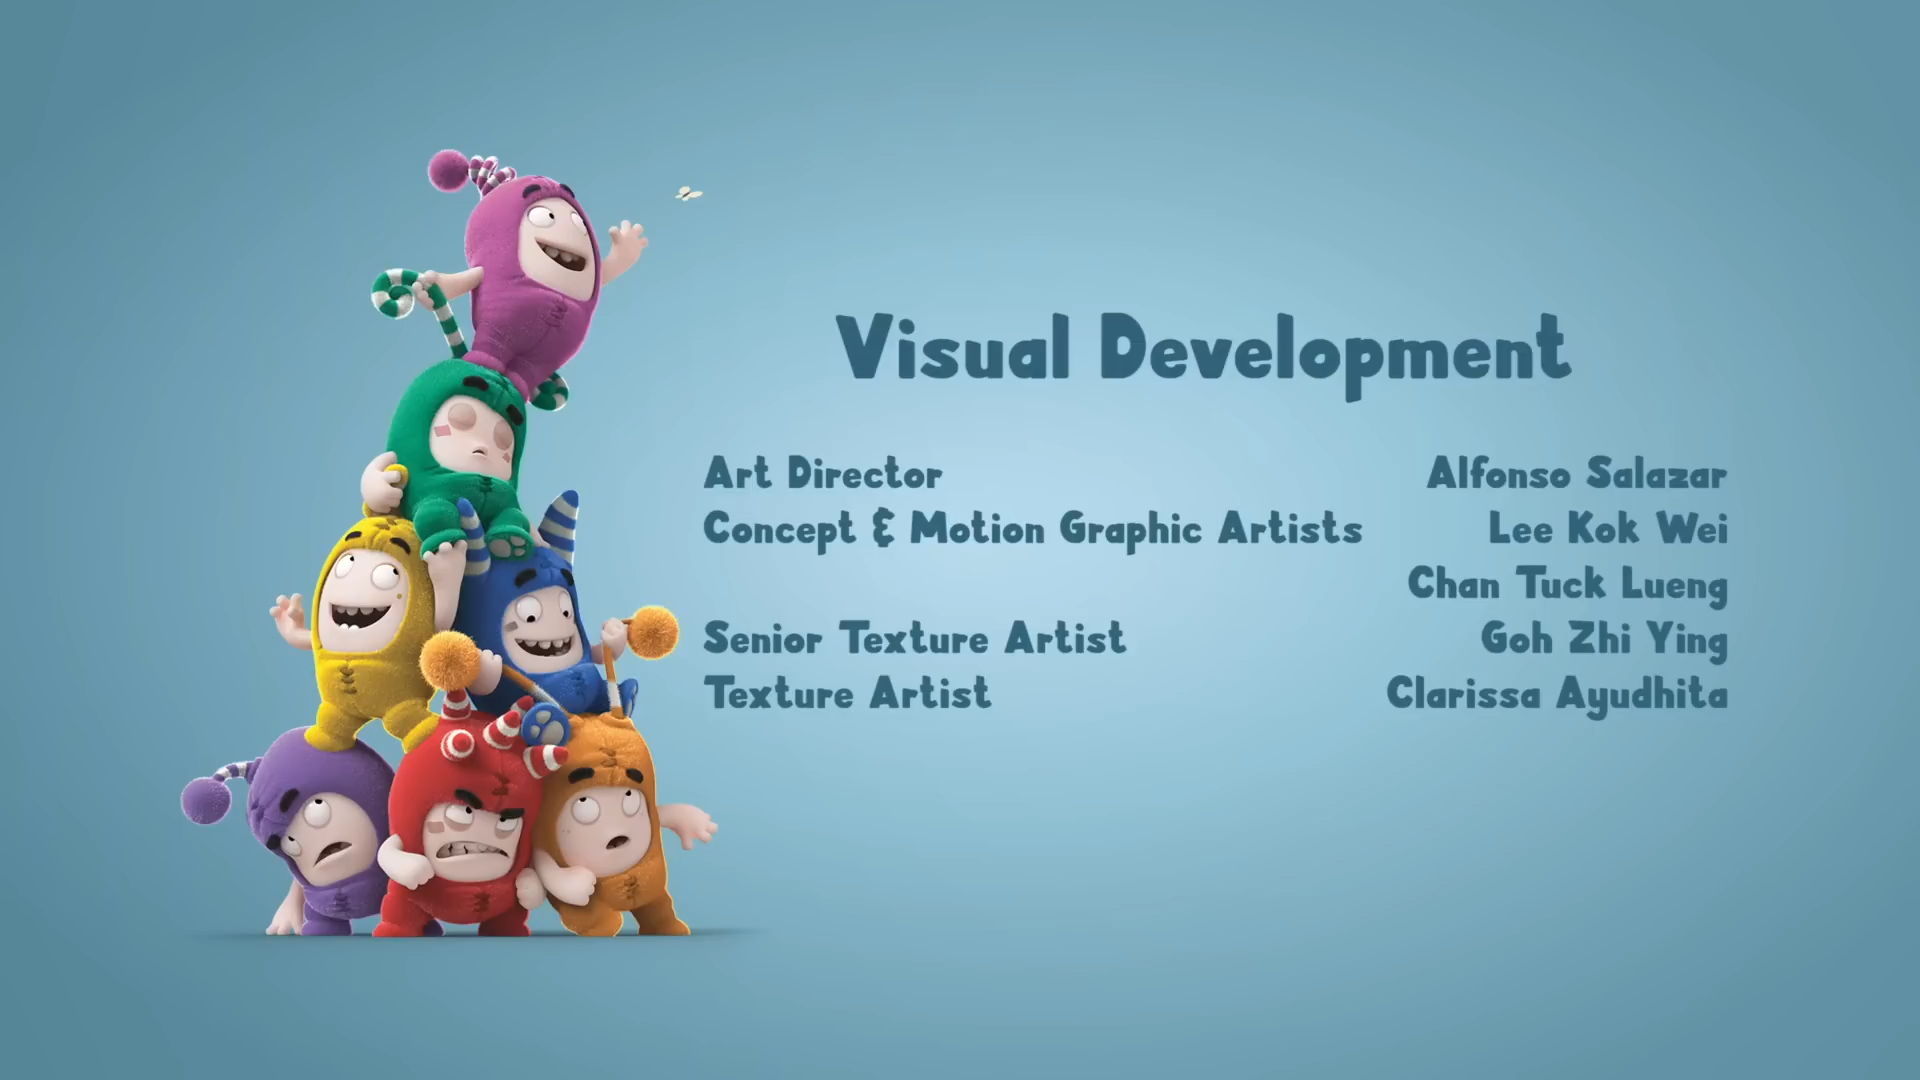 Visual Development
Art Director Alfonso Salazar
Concept & Motion Graphic Artists Lee Kok Wei
Chan Tuck Lueng
Senior Texture Artist Goh Zhi Ying
Texture Artist Clarissa Ayudhita